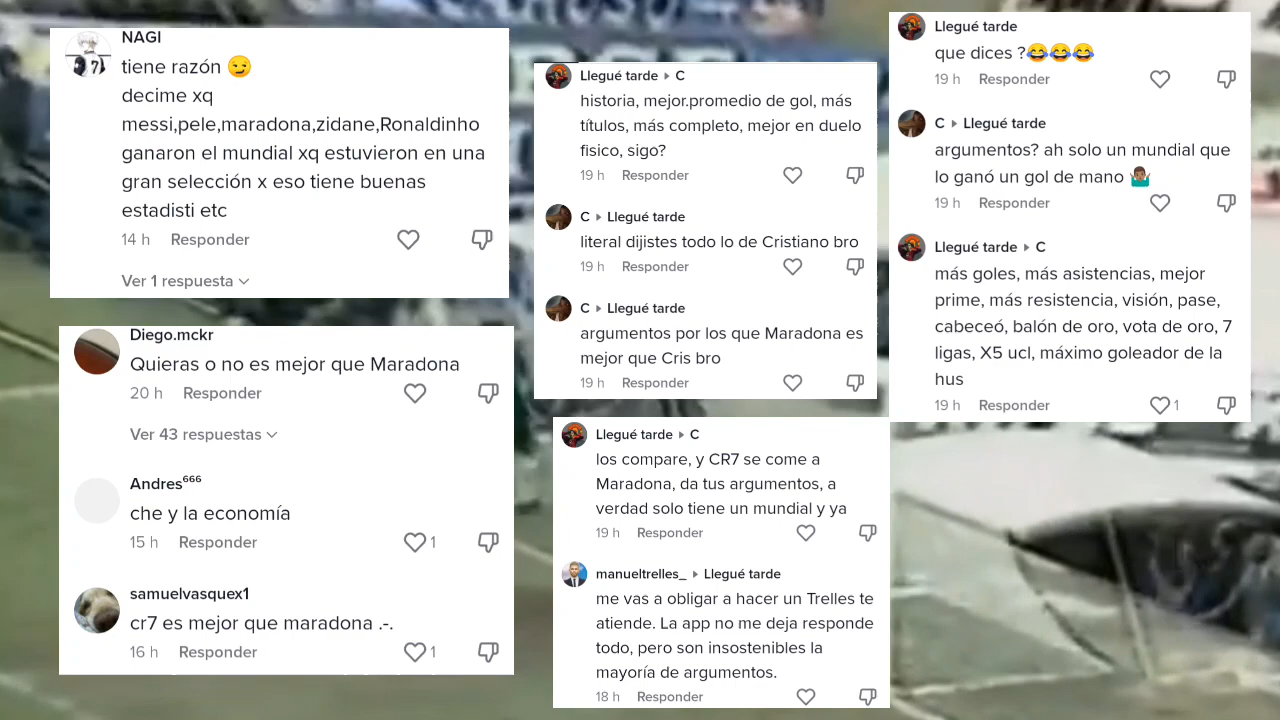 NAGI
tiene razón 😏
decime xq
messi,pele,maradona,zidane,Ronaldinho
ganaron el mundial xq estuvieron en una
gran selección x eso tiene buenas
estadisti etc
14 h Responder
Ver 1 respuesta
Diego.mckr
Quieras o no es mejor que Maradona
20 h Responder
Ver 43 respuestas
Andres⁶⁶⁶
che y la economía
15 h Responder 1
samuelvasquex1
cr7 es mejor que maradona .-.
16 h Responder 1
Llegué tarde ▸ C
historia, mejor.promedio de gol, más
títulos, más completo, mejor en duelo
fisico, sigo?
19 h Responder
C ▸ Llegué tarde
literal dijistes todo lo de Cristiano bro
19 h Responder
C ▸ Llegué tarde
argumentos por los que Maradona es
mejor que Cris bro
19 h Responder
Llegué tarde ▸ C
los compare, y CR7 se come a
Maradona, da tus argumentos, a
verdad solo tiene un mundial y ya
19 h Responder
manueltrelles_ ▸ Llegué tarde
me vas a obligar a hacer un Trelles te
atiende. La app no me deja responde
todo, pero son insostenibles la
mayoría de argumentos.
18 h Responder
Llegué tarde
que dices ?😂😂😂
19 h Responder
C ▸ Llegué tarde
argumentos? ah solo un mundial que
lo ganó un gol de mano 🤷🏽‍♂️
19 h Responder
Llegué tarde ▸ C
más goles, más asistencias, mejor
prime, más resistencia, visión, pase,
cabeceó, balón de oro, vota de oro, 7
ligas, X5 ucl, máximo goleador de la
hus
19 h Responder 1